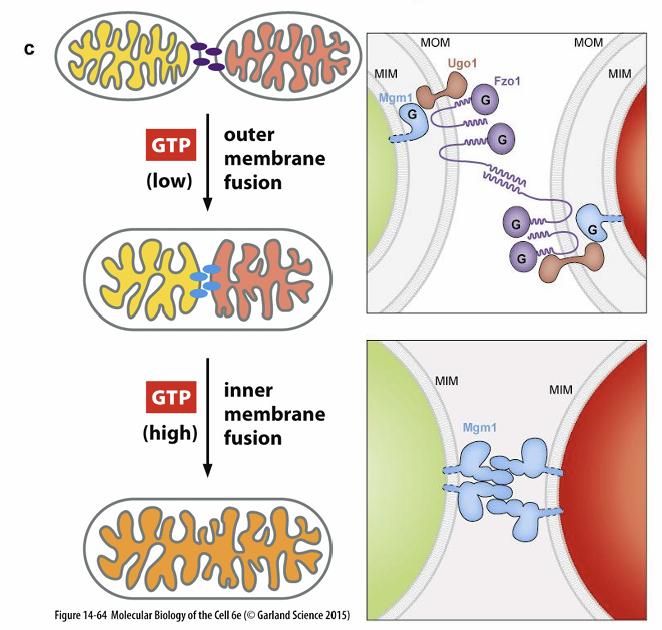 c
GTP
(low)
outer
membrane
fusion
GTP
(high)
inner
membrane
fusion
Figure 14-64 Molecular Biology of the Cell 6e (© Garland Science 2015)
MOM
MOM
MIM
Ugo1
MIM
Mgm1
Fzo1
G
G
G
G
G
G
MIM
MIM
Mgm1